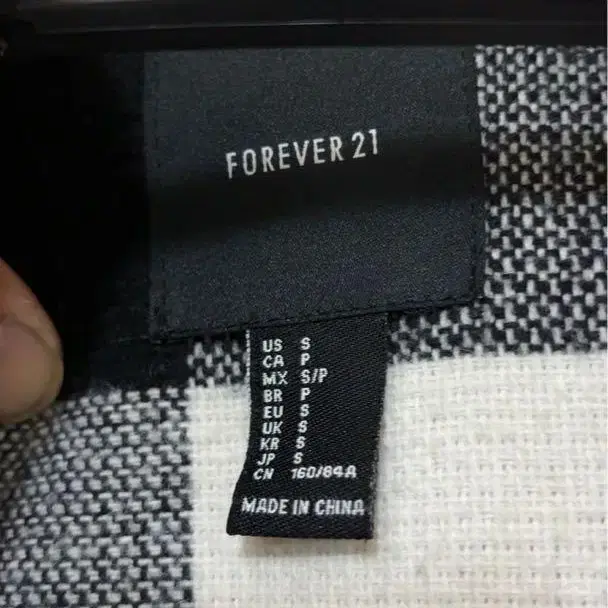 FOREVER 21
US S
CA P
MX S/P
BR P
EU S
UK S
KR S
JP S
CN 160/84A
MADE IN CHINA